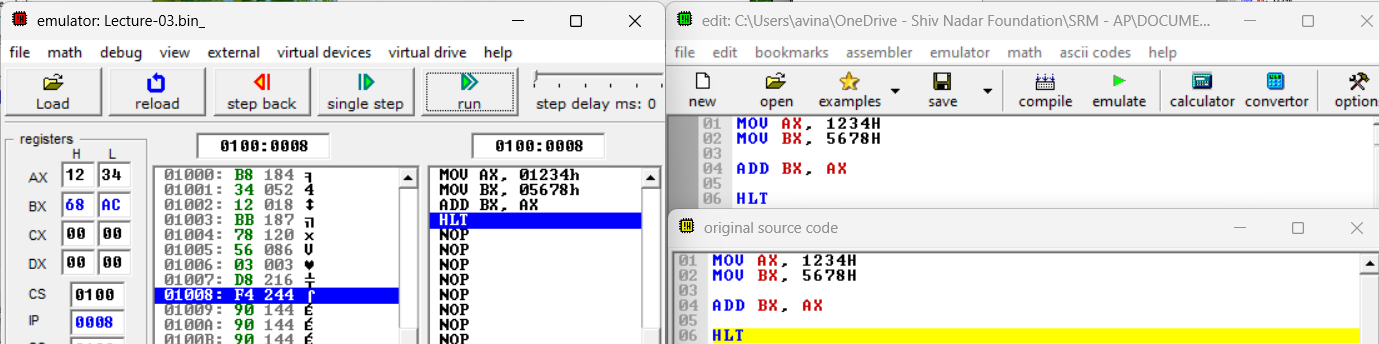 emulator: Lecture-03.bin_
file math debug view external virtual devices virtual drive help
Load reload step back single step run step delay ms: 0
registers
H L
0100:0008 0100:0008
AX 12 34
BX 68 AC
CX 00 00
DX 00 00
CS 0100
IP 0008
01000: B8 184 ╕
01001: 34 052 4
01002: 12 018 ↕
01003: BB 187 ╗
01004: 78 120 x
01005: 56 086 V
01006: 03 003 ♥
01007: D8 216 ╪
01008: F4 244 ⌠
01009: 90 144 É
0100A: 90 144 É
0100B: 90 144 É
MOV AX, 01234h
MOV BX, 05678h
ADD BX, AX
HLT
NOP
NOP
NOP
NOP
NOP
NOP
NOP
NOP
edit: C:\Users\avina\OneDrive - Shiv Nadar Foundation\SRM - AP\DOCUME...
file edit bookmarks assembler emulator math ascii codes help
new open examples save compile emulate calculator convertor option
01 MOV AX, 1234H
02 MOV BX, 5678H
03
04 ADD BX, AX
05
06 HLT
original source code
01 MOV AX, 1234H
02 MOV BX, 5678H
03
04 ADD BX, AX
05
06 HLT